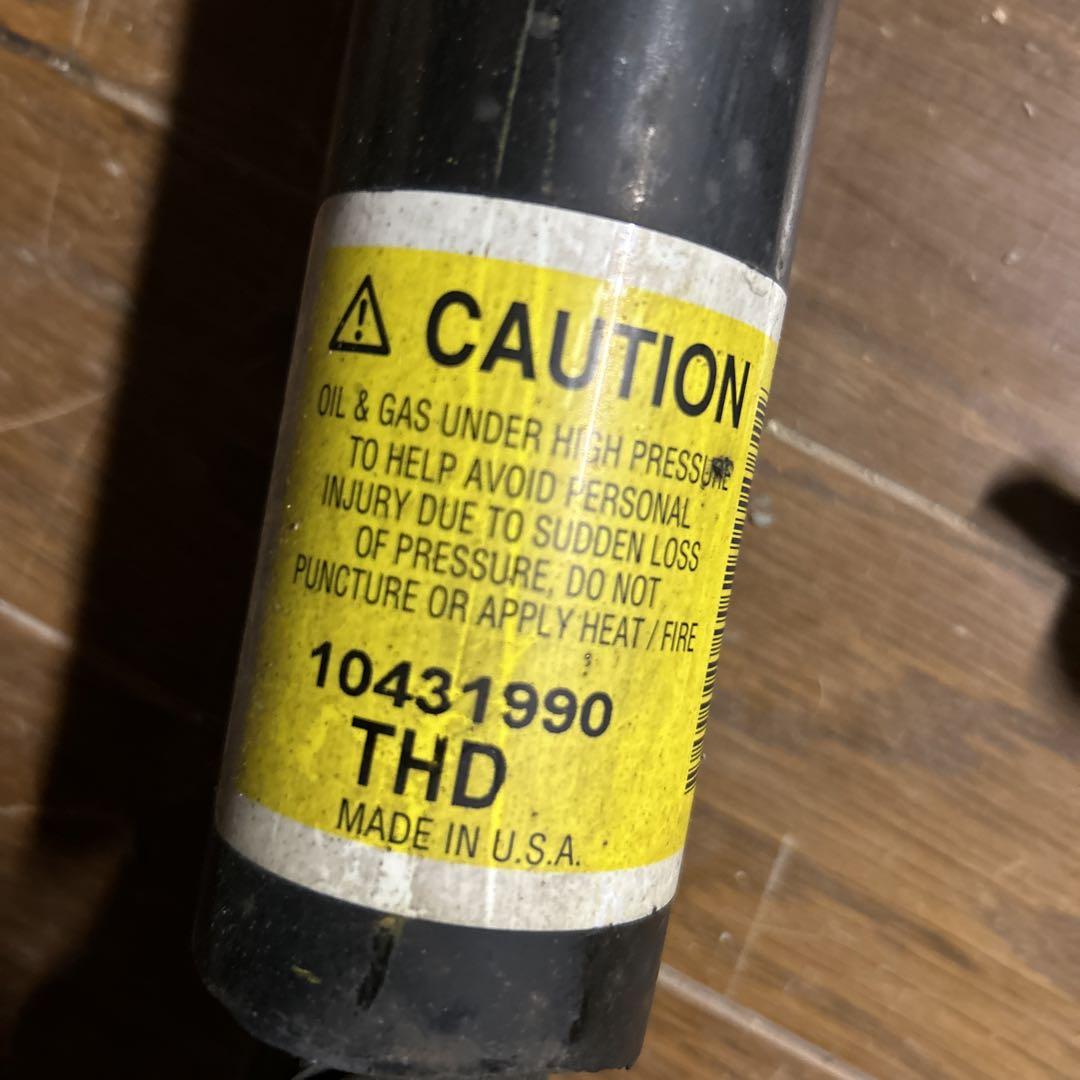 CAUTION
OIL & GAS UNDER HIGH PRESSURE
TO HELP AVOID PERSONAL
INJURY DUE TO SUDDEN LOSS
OF PRESSURE, DO NOT
PUNCTURE OR APPLY HEAT / FIRE
10431990
THD
MADE IN U.S.A.